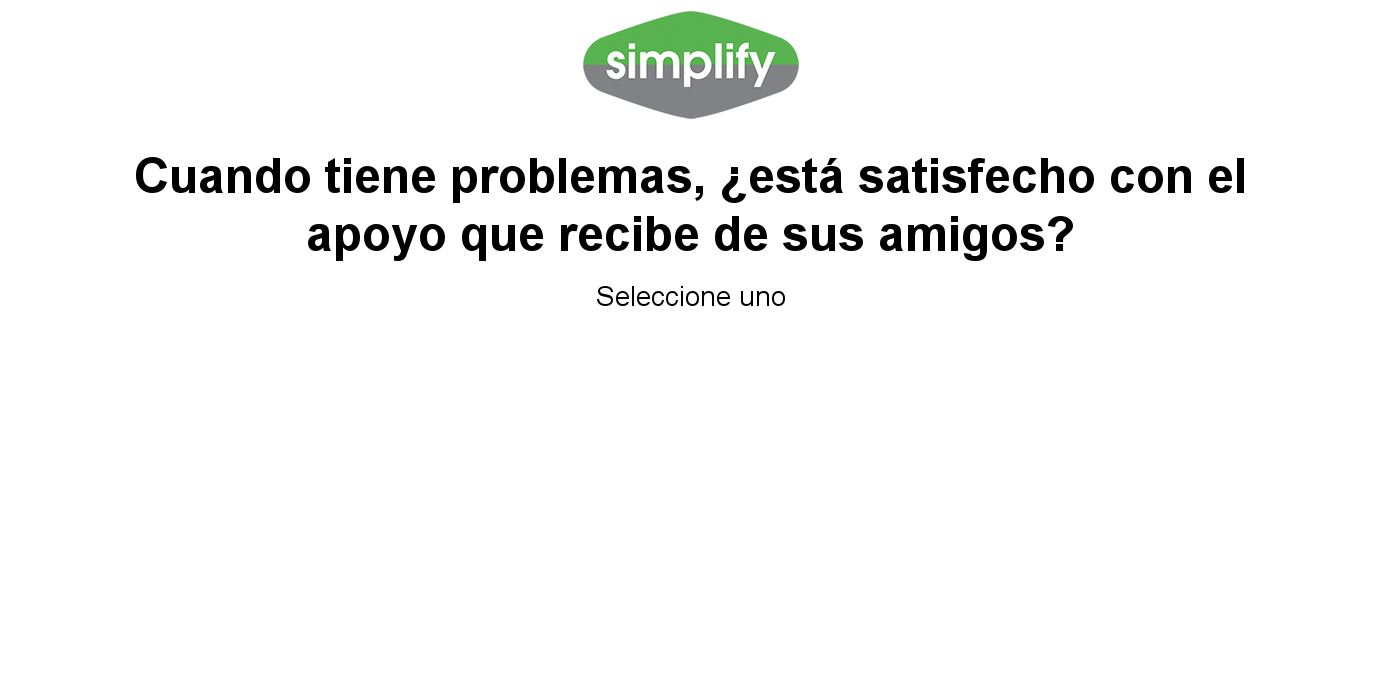 simplify
Cuando tiene problemas, ¿está satisfecho con el
apoyo que recibe de sus amigos?
Seleccione uno